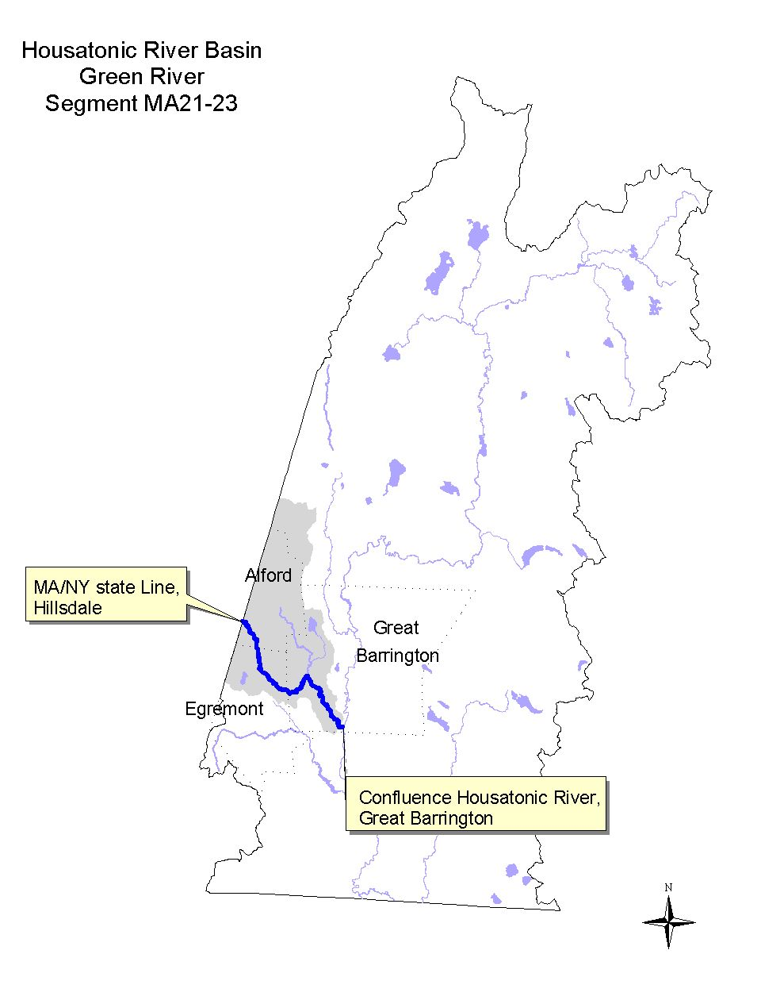 Housatonic River Basin
Green River
Segment MA21-23
Alford
MA/NY state Line,
Hillsdale
Great
Barrington
Egremont
Confluence Housatonic River,
Great Barrington
N